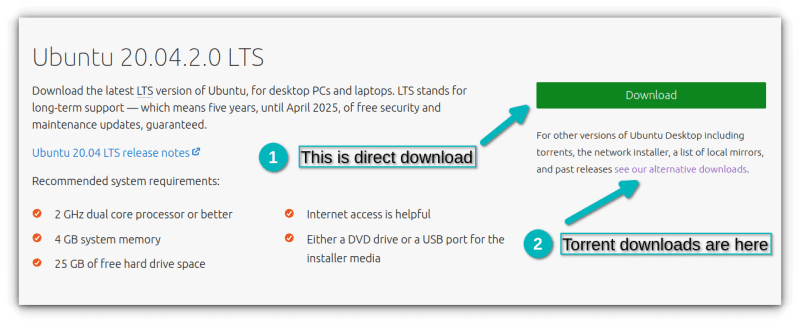 Ubuntu 20.04.2.0 LTS
Download the latest LTS version of Ubuntu, for desktop PCs and laptops. LTS stands for
long-term support — which means five years, until April 2025, of free security and
maintenance updates, guaranteed.
Ubuntu 20.04 LTS release notes
Recommended system requirements:
2 GHz dual core processor or better
4 GB system memory
25 GB of free hard drive space
Internet access is helpful
Either a DVD drive or a USB port for the
installer media
Download
For other versions of Ubuntu Desktop including
torrents, the network installer, a list of local mirrors,
and past releases see our alternative downloads.
1 This is direct download
2 Torrent downloads are here